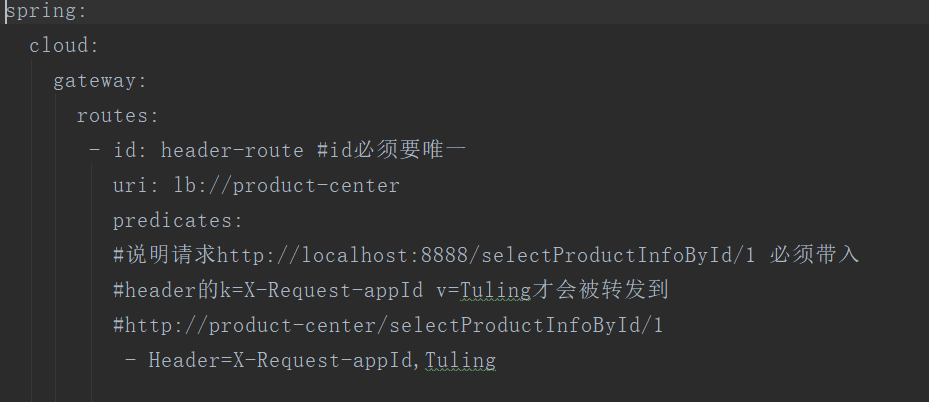 spring:
  cloud:
    gateway:
      routes:
       - id: header-route #id必须要唯一
         uri: lb://product-center
         predicates:
         #说明请求http://localhost:8888/selectProductInfoById/1 必须带入
         #header的k=X-Request-appId v=Tuling才会被转发到
         #http://product-center/selectProductInfoById/1
          - Header=X-Request-appId,Tuling